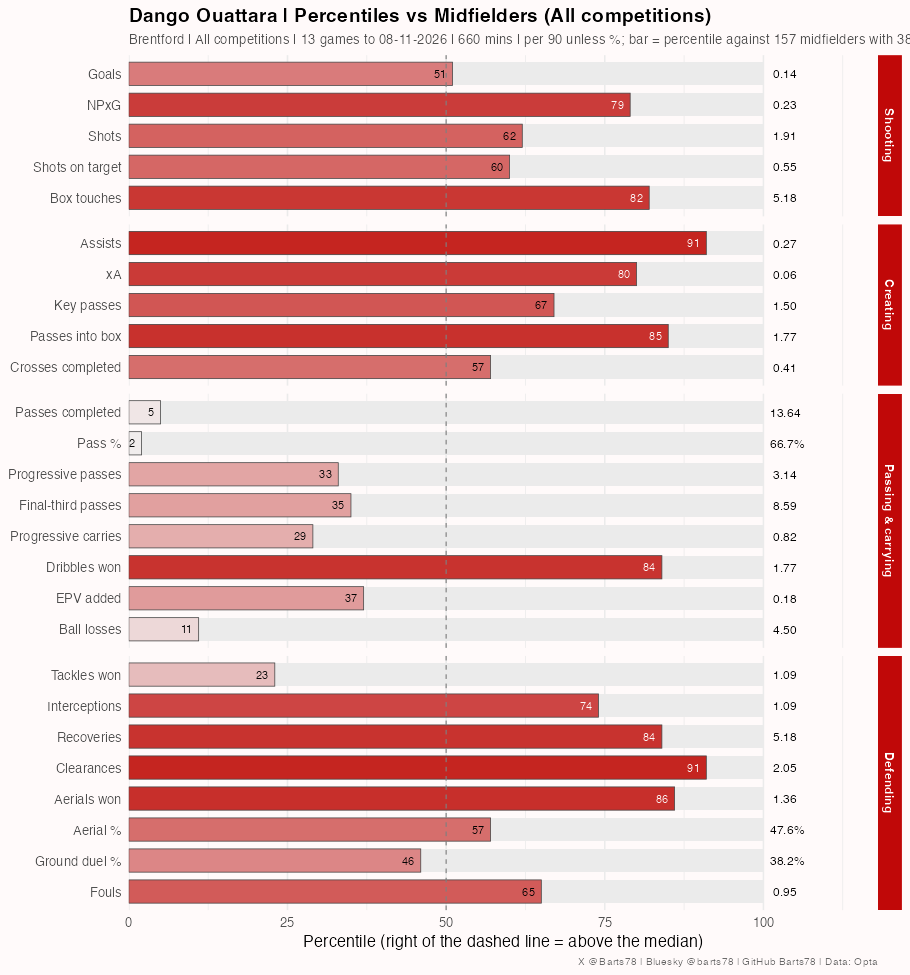 Dango Ouattara | Percentiles vs Midfielders (All competitions)
Brentford | All competitions | 13 games to 08-11-2026 | 660 mins | per 90 unless %; bar = percentile against 157 midfielders with 38
Shooting
Goals 51 0.14
NPxG 79 0.23
Shots 62 1.91
Shots on target 60 0.55
Box touches 82 5.18
Creating
Assists 91 0.27
xA 80 0.06
Key passes 67 1.50
Passes into box 85 1.77
Crosses completed 57 0.41
Passing & carrying
Passes completed 5 13.64
Pass % 2 66.7%
Progressive passes 33 3.14
Final-third passes 35 8.59
Progressive carries 29 0.82
Dribbles won 84 1.77
EPV added 37 0.18
Ball losses 11 4.50
Defending
Tackles won 23 1.09
Interceptions 74 1.09
Recoveries 84 5.18
Clearances 91 2.05
Aerials won 86 1.36
Aerial % 57 47.6%
Ground duel % 46 38.2%
Fouls 65 0.95
0 25 50 75 100
Percentile (right of the dashed line = above the median)
X @Barts78 | Bluesky @barts78 | GitHub Barts78 | Data: Opta